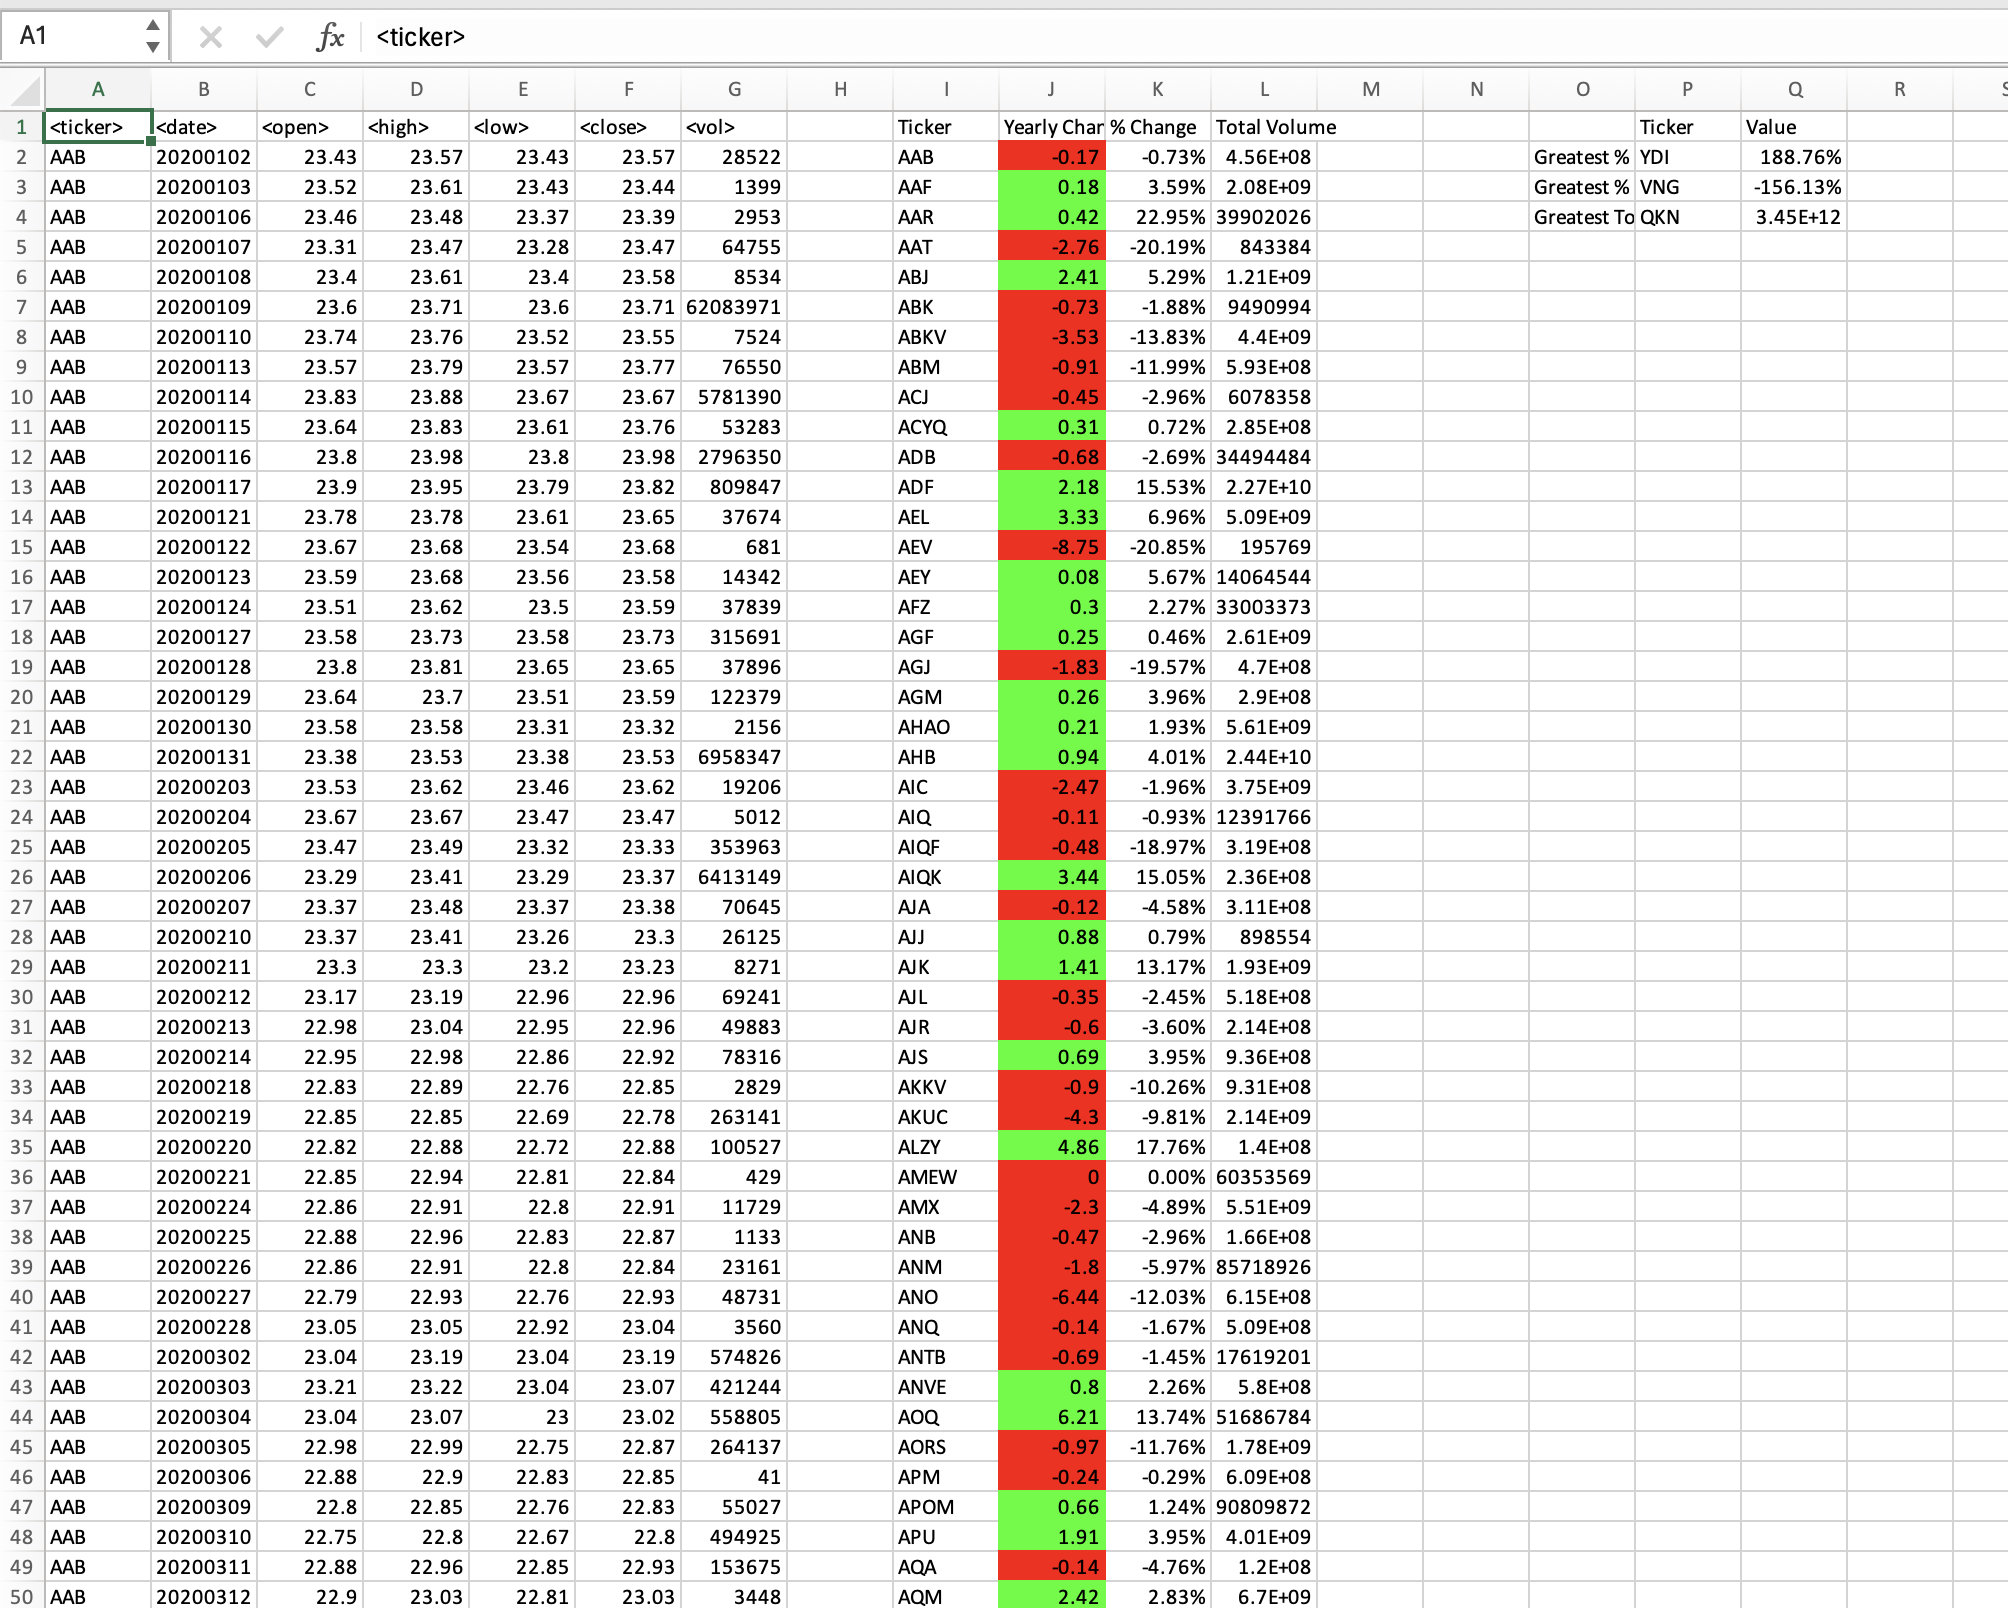 A1 fx <ticker>
A B C D E F G H I J K L M N O P Q R S
1 <ticker> <date> <open> <high> <low> <close> <vol> Ticker Yearly Char % Change Total Volume Ticker Value
2 AAB 20200102 23.43 23.57 23.43 23.57 28522 AAB -0.17 -0.73% 4.56E+08 Greatest % YDI 188.76%
3 AAB 20200103 23.52 23.61 23.43 23.44 1399 AAF 0.18 3.59% 2.08E+09 Greatest % VNG -156.13%
4 AAB 20200106 23.46 23.48 23.37 23.39 2953 AAR 0.42 22.95% 39902026 Greatest To QKN 3.45E+12
5 AAB 20200107 23.31 23.47 23.28 23.47 64755 AAT -2.76 -20.19% 843384
6 AAB 20200108 23.4 23.61 23.4 23.58 8534 ABJ 2.41 5.29% 1.21E+09
7 AAB 20200109 23.6 23.71 23.6 23.71 62083971 ABK -0.73 -1.88% 9490994
8 AAB 20200110 23.74 23.76 23.52 23.55 7524 ABKV -3.53 -13.83% 4.4E+09
9 AAB 20200113 23.57 23.79 23.57 23.77 76550 ABM -0.91 -11.99% 5.93E+08
10 AAB 20200114 23.83 23.88 23.67 23.67 5781390 ACJ -0.45 -2.96% 6078358
11 AAB 20200115 23.64 23.83 23.61 23.76 53283 ACYQ 0.31 0.72% 2.85E+08
12 AAB 20200116 23.8 23.98 23.8 23.98 2796350 ADB -0.68 -2.69% 34494484
13 AAB 20200117 23.9 23.95 23.79 23.82 809847 ADF 2.18 15.53% 2.27E+10
14 AAB 20200121 23.78 23.78 23.61 23.65 37674 AEL 3.33 6.96% 5.09E+09
15 AAB 20200122 23.67 23.68 23.54 23.68 681 AEV -8.75 -20.85% 195769
16 AAB 20200123 23.59 23.68 23.56 23.58 14342 AEY 0.08 5.67% 14064544
17 AAB 20200124 23.51 23.62 23.5 23.59 37839 AFZ 0.3 2.27% 33003373
18 AAB 20200127 23.58 23.73 23.58 23.73 315691 AGF 0.25 0.46% 2.61E+09
19 AAB 20200128 23.8 23.81 23.65 23.65 37896 AGJ -1.83 -19.57% 4.7E+08
20 AAB 20200129 23.64 23.7 23.51 23.59 122379 AGM 0.26 3.96% 2.9E+08
21 AAB 20200130 23.58 23.58 23.31 23.32 2156 AHAO 0.21 1.93% 5.61E+09
22 AAB 20200131 23.38 23.53 23.38 23.53 6958347 AHB 0.94 4.01% 2.44E+10
23 AAB 20200203 23.53 23.62 23.46 23.62 19206 AIC -2.47 -1.96% 3.75E+09
24 AAB 20200204 23.67 23.67 23.47 23.47 5012 AIQ -0.11 -0.93% 12391766
25 AAB 20200205 23.47 23.49 23.32 23.33 353963 AIQF -0.48 -18.97% 3.19E+08
26 AAB 20200206 23.29 23.41 23.29 23.37 6413149 AIQK 3.44 15.05% 2.36E+08
27 AAB 20200207 23.37 23.48 23.37 23.38 70645 AJA -0.12 -4.58% 3.11E+08
28 AAB 20200210 23.37 23.41 23.26 23.3 26125 AJJ 0.88 0.79% 898554
29 AAB 20200211 23.3 23.3 23.2 23.23 8271 AJK 1.41 13.17% 1.93E+09
30 AAB 20200212 23.17 23.19 22.96 22.96 69241 AJL -0.35 -2.45% 5.18E+08
31 AAB 20200213 22.98 23.04 22.95 22.96 49883 AJR -0.6 -3.60% 2.14E+08
32 AAB 20200214 22.95 22.98 22.86 22.92 78316 AJS 0.69 3.95% 9.36E+08
33 AAB 20200218 22.83 22.89 22.76 22.85 2829 AKKV -0.9 -10.26% 9.31E+08
34 AAB 20200219 22.85 22.85 22.69 22.78 263141 AKUC -4.3 -9.81% 2.14E+09
35 AAB 20200220 22.82 22.88 22.72 22.88 100527 ALZY 4.86 17.76% 1.4E+08
36 AAB 20200221 22.85 22.94 22.81 22.84 429 AMEW 0 0.00% 60353569
37 AAB 20200224 22.86 22.91 22.8 22.91 11729 AMX -2.3 -4.89% 5.51E+09
38 AAB 20200225 22.88 22.96 22.83 22.87 1133 ANB -0.47 -2.96% 1.66E+08
39 AAB 20200226 22.86 22.91 22.8 22.84 23161 ANM -1.8 -5.97% 85718926
40 AAB 20200227 22.79 22.93 22.76 22.93 48731 ANO -6.44 -12.03% 6.15E+08
41 AAB 20200228 23.05 23.05 22.92 23.04 3560 ANQ -0.14 -1.67% 5.09E+08
42 AAB 20200302 23.04 23.19 23.04 23.19 574826 ANTB -0.69 -1.45% 17619201
43 AAB 20200303 23.21 23.22 23.04 23.07 421244 ANVE 0.8 2.26% 5.8E+08
44 AAB 20200304 23.04 23.07 23 23.02 558805 AOQ 6.21 13.74% 51686784
45 AAB 20200305 22.98 22.99 22.75 22.87 264137 AORS -0.97 -11.76% 1.78E+09
46 AAB 20200306 22.88 22.9 22.83 22.85 41 APM -0.24 -0.29% 6.09E+08
47 AAB 20200309 22.8 22.85 22.76 22.83 55027 APOM 0.66 1.24% 90809872
48 AAB 20200310 22.75 22.8 22.67 22.8 494925 APU 1.91 3.95% 4.01E+09
49 AAB 20200311 22.88 22.96 22.85 22.93 153675 AQA -0.14 -4.76% 1.2E+08
50 AAB 20200312 22.9 23.03 22.81 23.03 3448 AQM 2.42 2.83% 6.7E+09